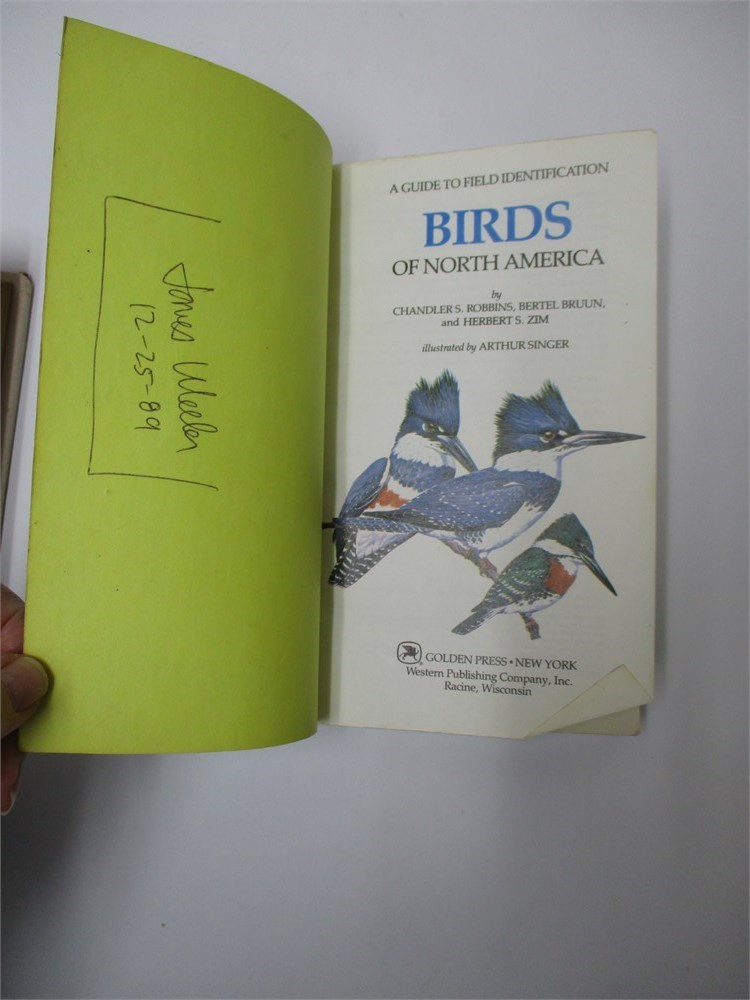 James
12-25-89
A GUIDE TO FIELD IDENTIFICATION
BIRDS
OF NORTH AMERICA
by
CHANDLER S. ROBBINS, BERTEL BRUUN,
and HERBERT S. ZIM
illustrated by ARTHUR SINGER
GOLDEN PRESS • NEW YORK
Western Publishing Company, Inc.
Racine, Wisconsin